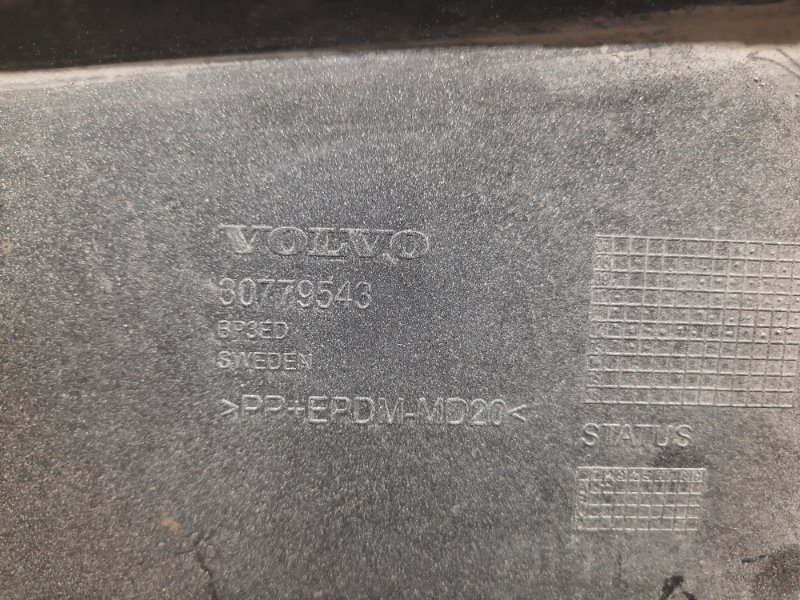 VOLVO
30779543
BP3ED
SWEDEN
>PP+EPDM-MD20<
STATUS